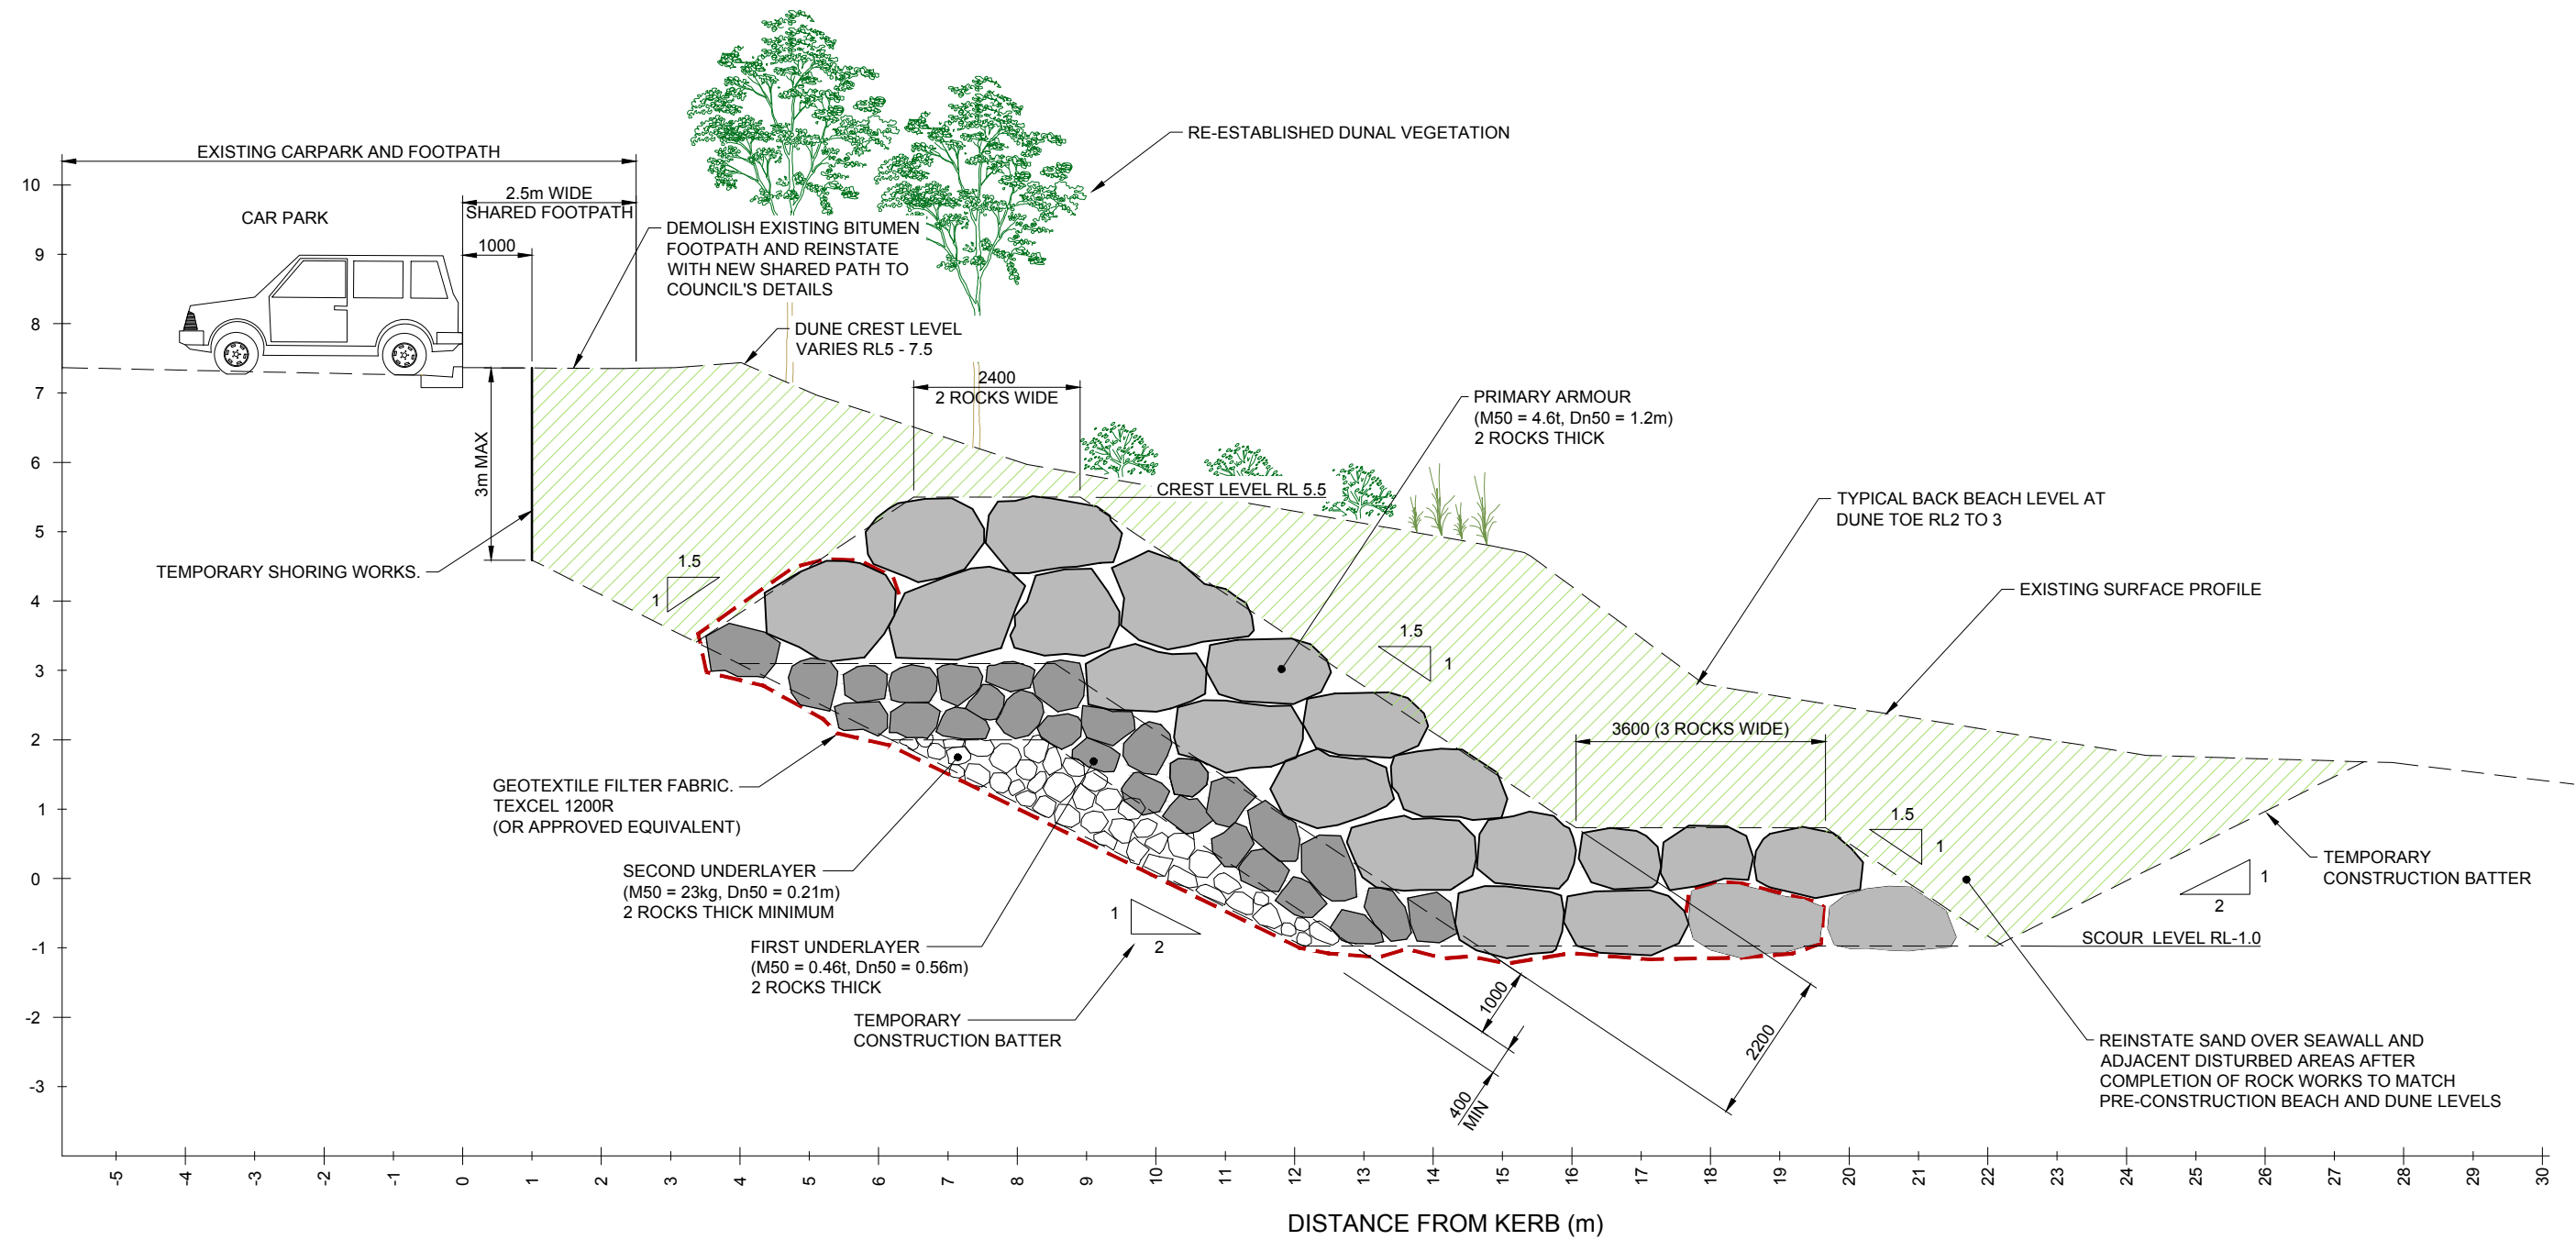 EXISTING CARPARK AND FOOTPATH
2.5m WIDE
SHARED FOOTPATH
CAR PARK
1000
RE-ESTABLISHED DUNAL VEGETATION
DEMOLISH EXISTING BITUMEN
FOOTPATH AND REINSTATE
WITH NEW SHARED PATH TO
COUNCIL'S DETAILS
DUNE CREST LEVEL
VARIES RL5 - 7.5
2400
2 ROCKS WIDE
PRIMARY ARMOUR
(M50 = 4.6t, Dn50 = 1.2m)
2 ROCKS THICK
3m MAX
CREST LEVEL RL 5.5
TYPICAL BACK BEACH LEVEL AT
DUNE TOE RL2 TO 3
TEMPORARY SHORING WORKS.
1.5
1
EXISTING SURFACE PROFILE
1.5
1
3600 (3 ROCKS WIDE)
GEOTEXTILE FILTER FABRIC.
TEXCEL 1200R
(OR APPROVED EQUIVALENT)
1.5
1
SECOND UNDERLAYER
(M50 = 23kg, Dn50 = 0.21m)
2 ROCKS THICK MINIMUM
TEMPORARY
CONSTRUCTION BATTER
1
2
1
2
FIRST UNDERLAYER
(M50 = 0.46t, Dn50 = 0.56m)
2 ROCKS THICK
SCOUR LEVEL RL-1.0
TEMPORARY
CONSTRUCTION BATTER
1000
2200
400
MIN
REINSTATE SAND OVER SEAWALL AND
ADJACENT DISTURBED AREAS AFTER
COMPLETION OF ROCK WORKS TO MATCH
PRE-CONSTRUCTION BEACH AND DUNE LEVELS
10
9
8
7
6
5
4
3
2
1
0
-1
-2
-3
-5 -4 -3 -2 -1 0 1 2 3 4 5 6 7 8 9 10 11 12 13 14 15 16 17 18 19 20 21 22 23 24 25 26 27 28 29 30
DISTANCE FROM KERB (m)